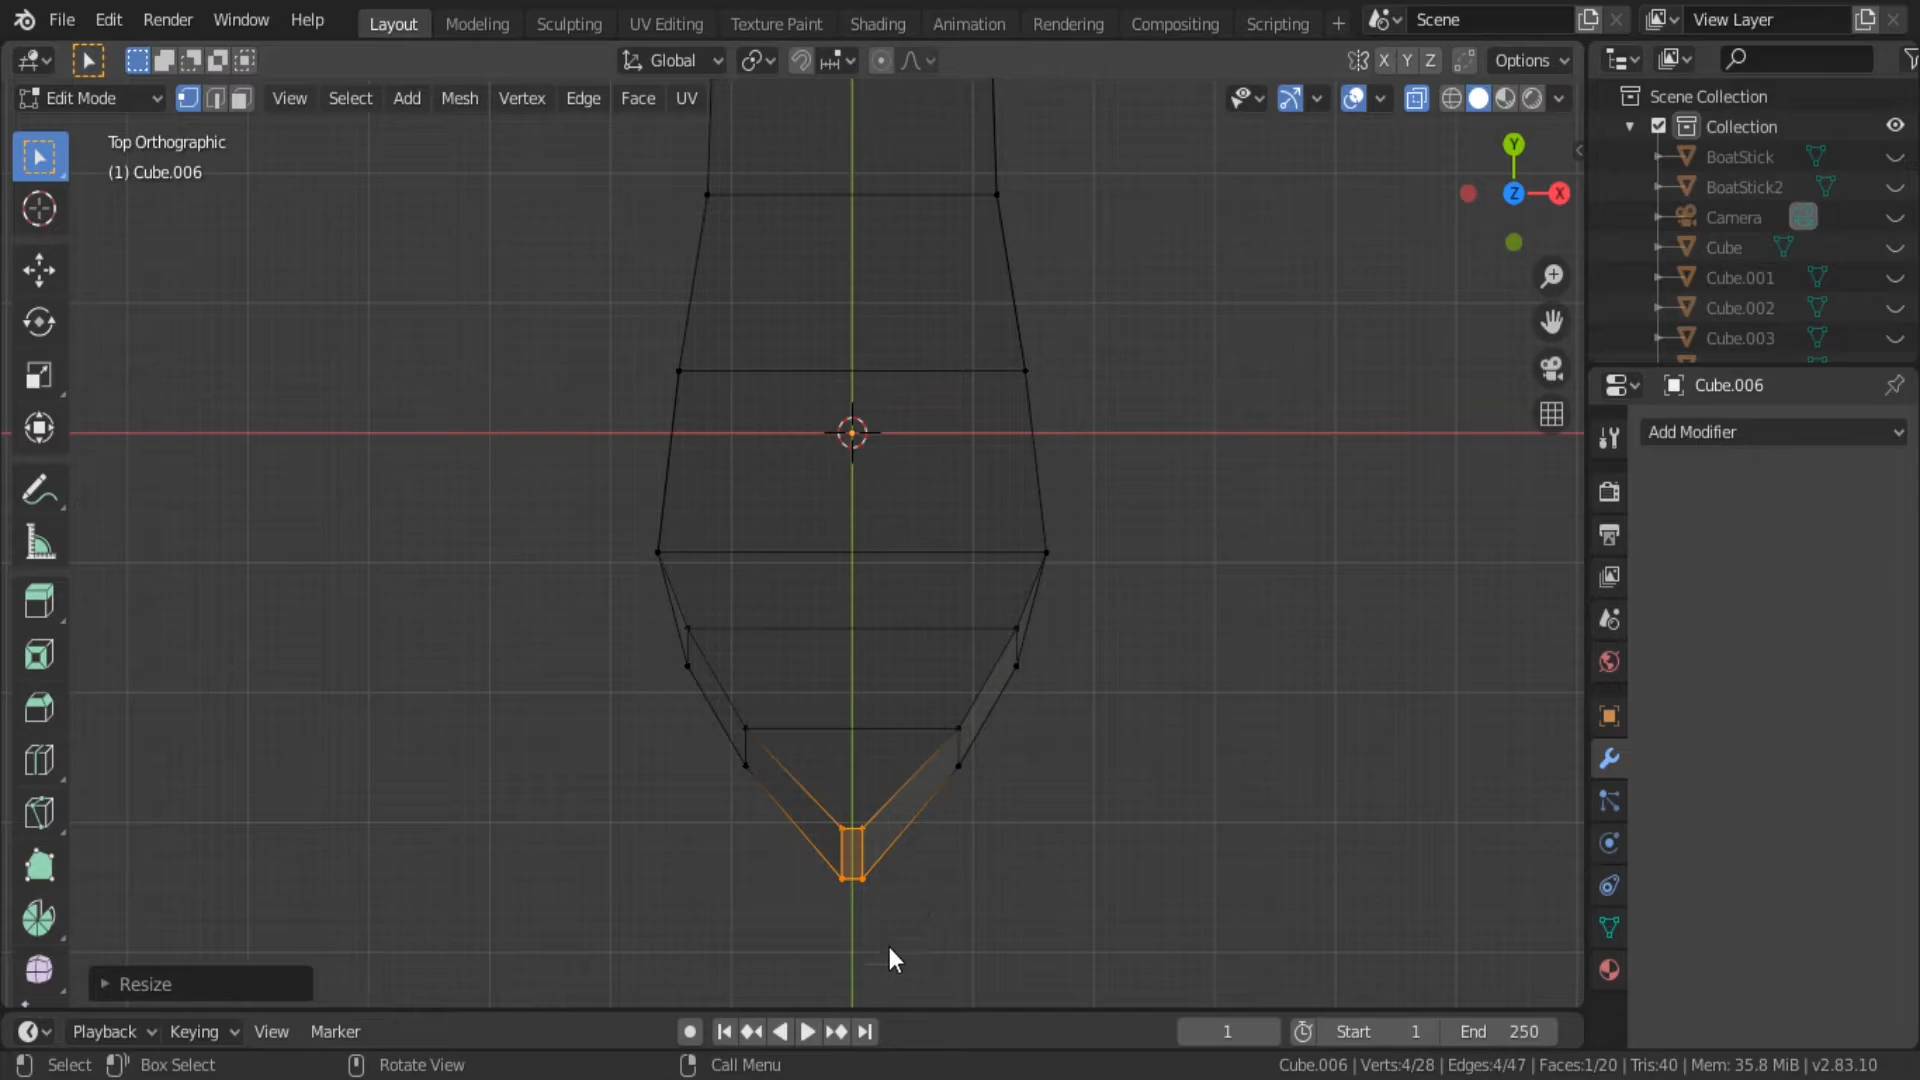 File Edit Render Window Help Layout Modeling Sculpting UV Editing Texture Paint Shading Animation Rendering Compositing Scripting + Scene View Layer
Global X Y Z Options
Edit Mode View Select Add Mesh Vertex Edge Face UV
Scene Collection
Collection
BoatStick
BoatStick2
Camera
Cube
Cube.001
Cube.002
Cube.003
Top Orthographic
(1) Cube.006
Y
Z
X
Cube.006
Add Modifier
Resize
Playback Keying View Marker 1 Start 1 End 250
Select Box Select Rotate View Call Menu Cube.006 | Verts:4/28 | Edges:4/47 | Faces:1/20 | Tris:40 | Mem: 35.8 MiB | v2.83.10